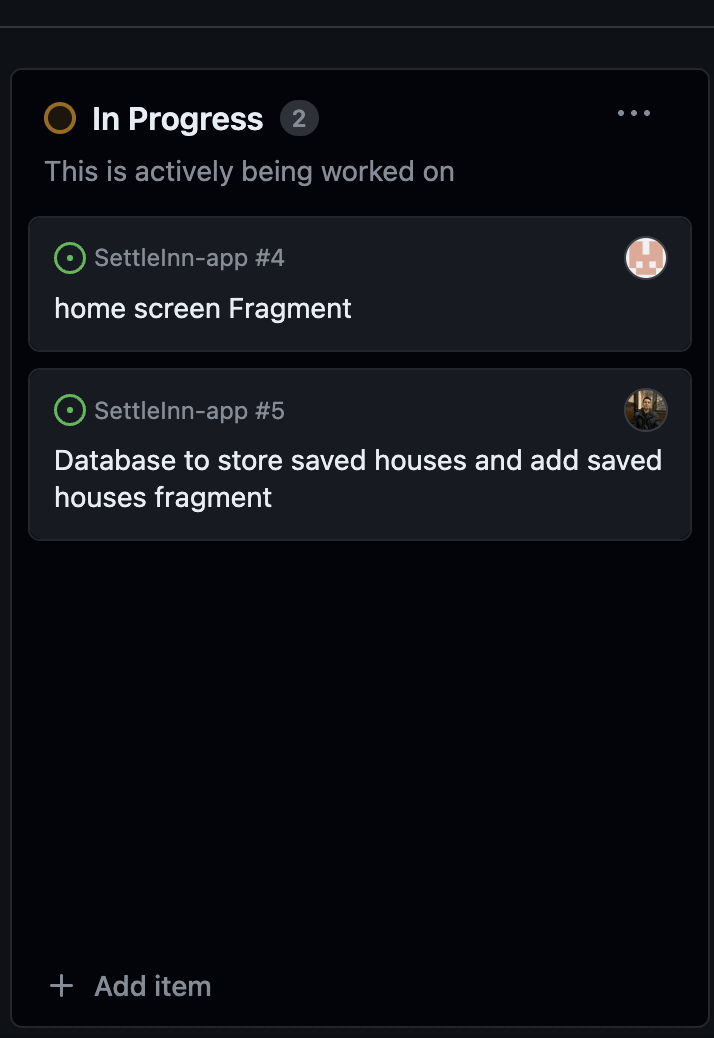 In Progress 2
This is actively being worked on
SettleInn-app #4
home screen Fragment
SettleInn-app #5
Database to store saved houses and add saved
houses fragment
Add item